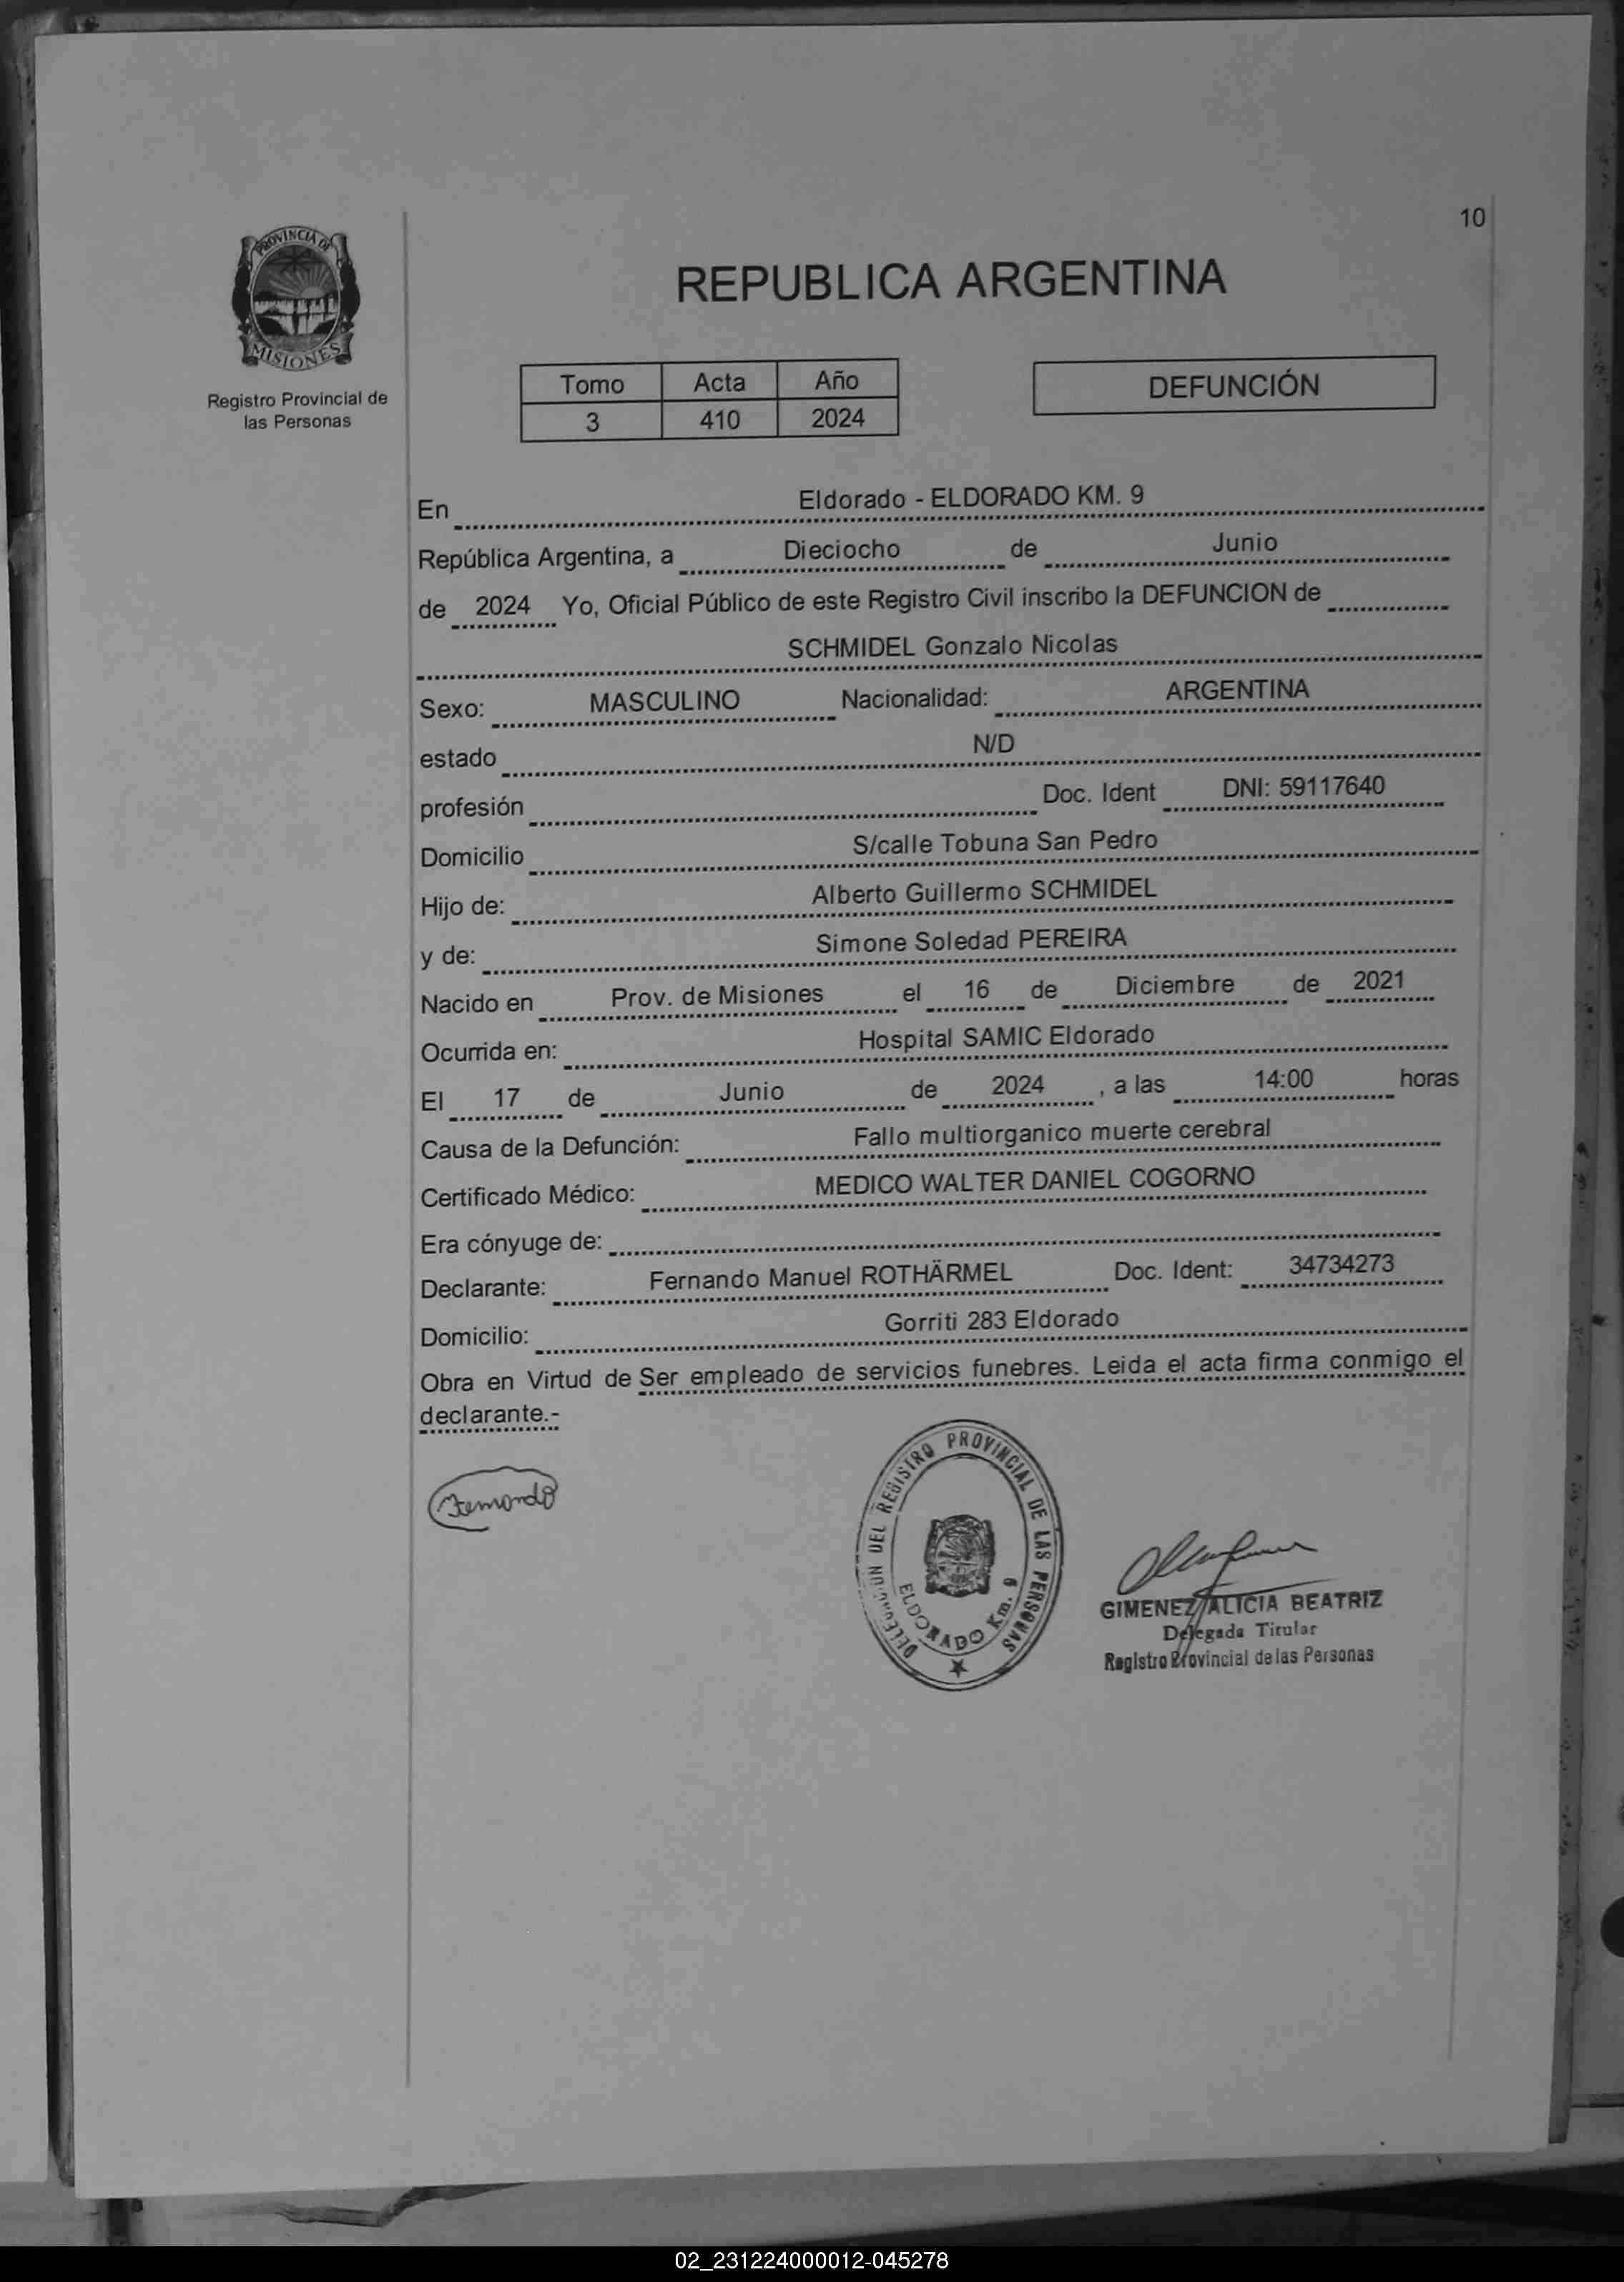 10
PROVINCIA DE
MISIONES
Registro Provincial de
las Personas
REPUBLICA ARGENTINA
Tomo Acta Año
3 410 2024
DEFUNCIÓN
En Eldorado - ELDORADO KM. 9
República Argentina, a Dieciocho de Junio
de 2024 Yo, Oficial Público de este Registro Civil inscribo la DEFUNCION de
SCHMIDEL Gonzalo Nicolas
Sexo: MASCULINO Nacionalidad: ARGENTINA
estado N/D
profesión Doc. Ident DNI: 59117640
Domicilio S/calle Tobuna San Pedro
Hijo de: Alberto Guillermo SCHMIDEL
y de: Simone Soledad PEREIRA
Nacido en Prov. de Misiones el 16 de Diciembre de 2021
Ocurrida en: Hospital SAMIC Eldorado
El 17 de Junio de 2024 , a las 14:00 horas
Causa de la Defunción: Fallo multiorganico muerte cerebral
Certificado Médico: MEDICO WALTER DANIEL COGORNO
Era cónyuge de:
Declarante: Fernando Manuel ROTHÄRMEL Doc. Ident: 34734273
Domicilio: Gorriti 283 Eldorado
Obra en Virtud de Ser empleado de servicios funebres. Leida el acta firma conmigo el
declarante.-
Fernando
DELEGACION DEL REGISTRO PROVINCIAL DE LAS PERSONAS
ELDORADO Km. 9
GIMENEZ ALICIA BEATRIZ
Delegada Titular
Registro Provincial de las Personas
02_231224000012-045278